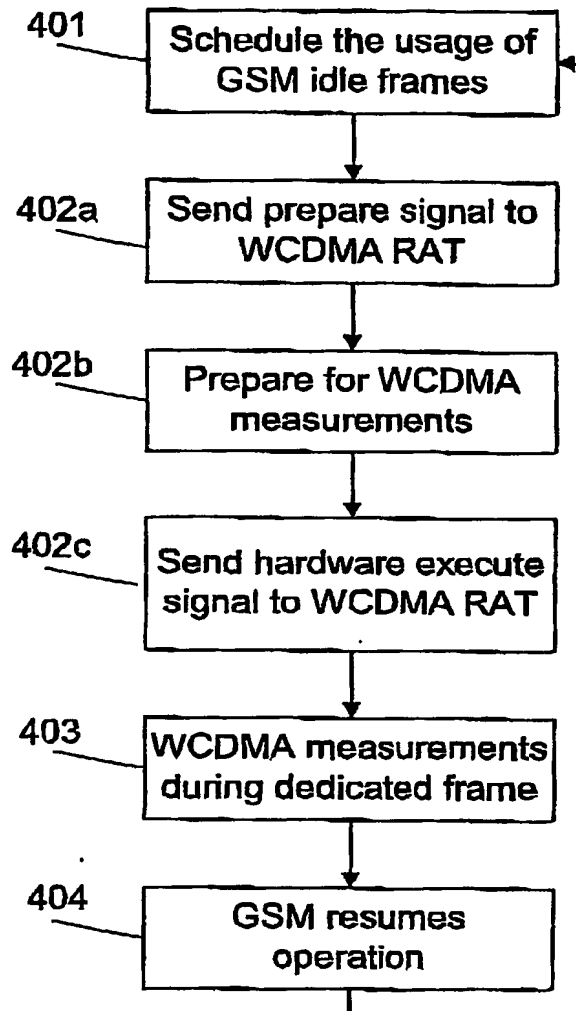 401
Schedule the usage of
GSM idle frames
402a
Send prepare signal to
WCDMA RAT
402b
Prepare for WCDMA
measurements
402c
Send hardware execute
signal to WCDMA RAT
403
WCDMA measurements
during dedicated frame
404
GSM resumes
operation